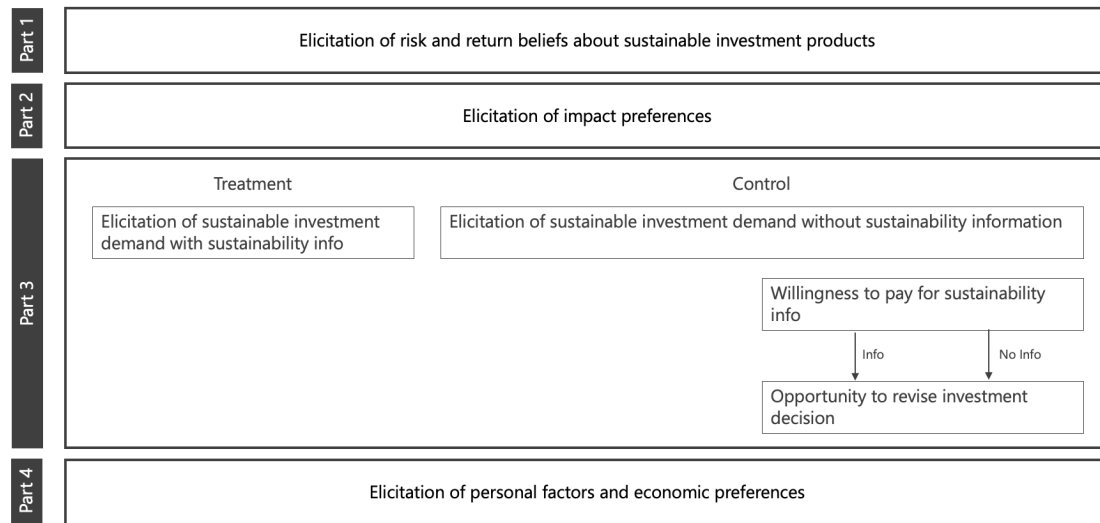 Part 1
Elicitation of risk and return beliefs about sustainable investment products
Part 2
Elicitation of impact preferences
Part 3
Treatment
Control
Elicitation of sustainable investment
demand with sustainability info
Elicitation of sustainable investment demand without sustainability information
Willingness to pay for sustainability
info
Info
No Info
Opportunity to revise investment
decision
Part 4
Elicitation of personal factors and economic preferences